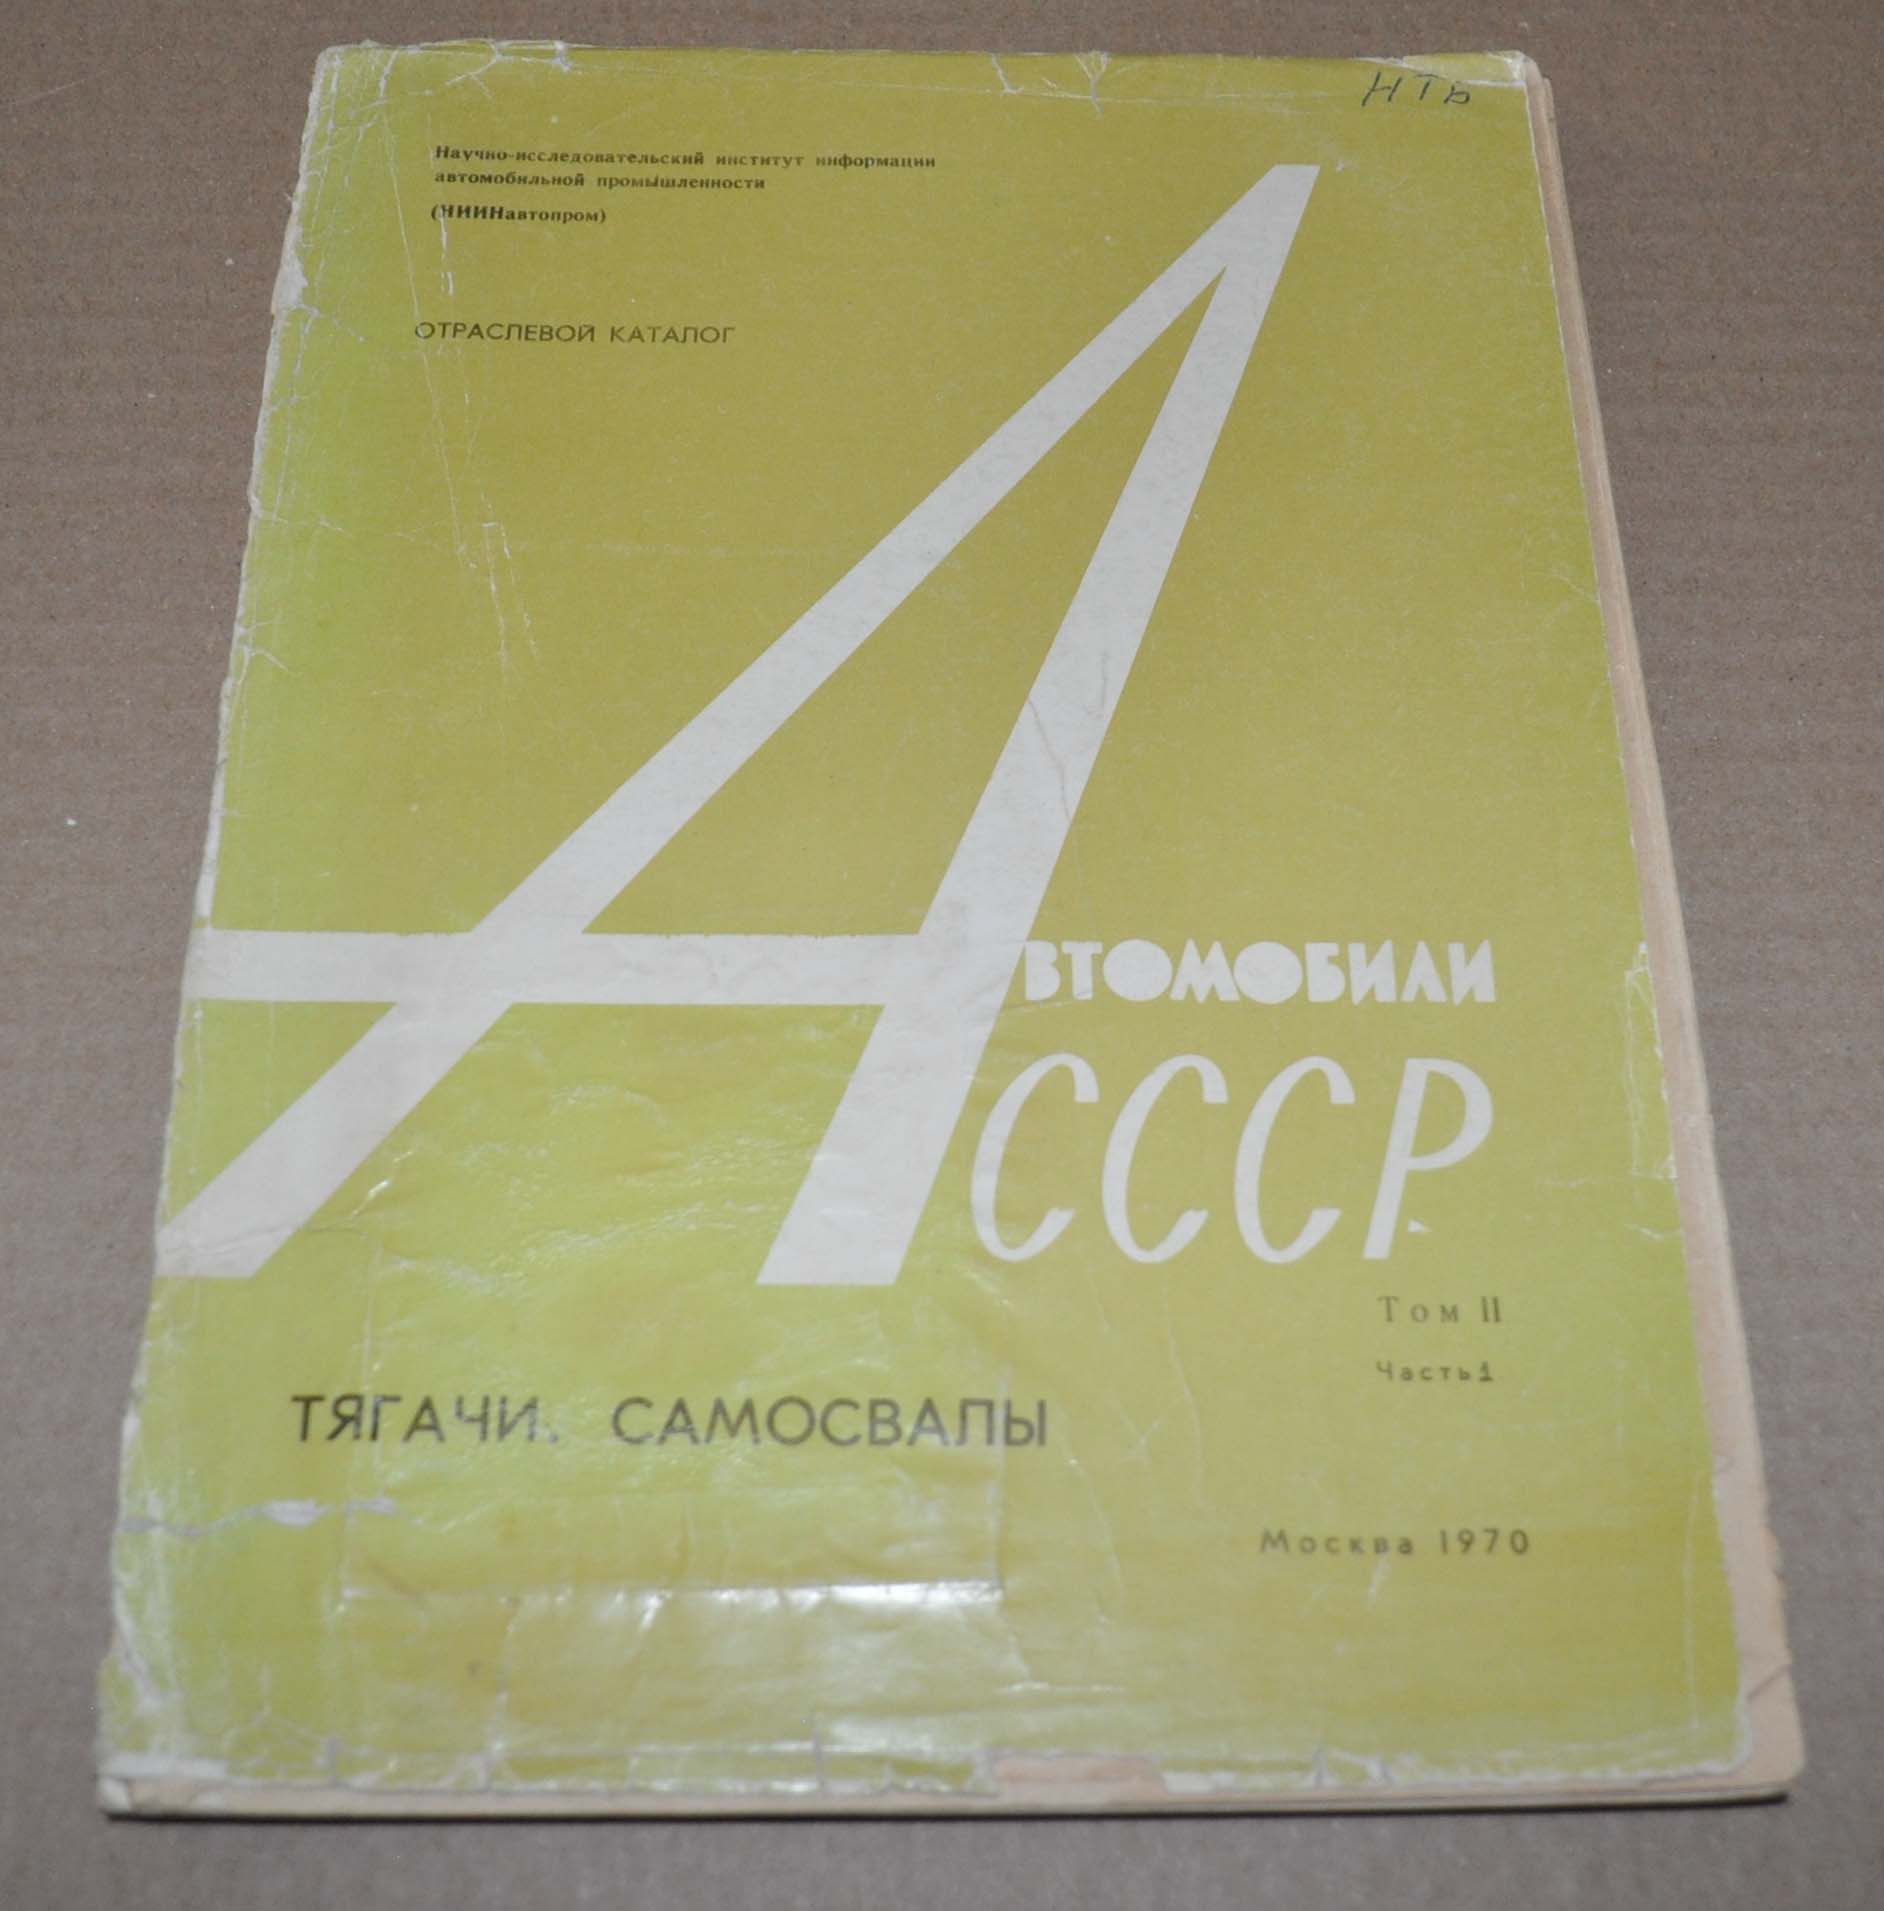 НТБ
Научно-исследовательский институт информации
автомобильной промышленности
(НИИНавтопром)
ОТРАСЛЕВОЙ КАТАЛОГ
АВТОМОБИЛИ
СССР
Том II
Часть 1
ТЯГАЧИ. САМОСВАЛЫ
Москва 1970